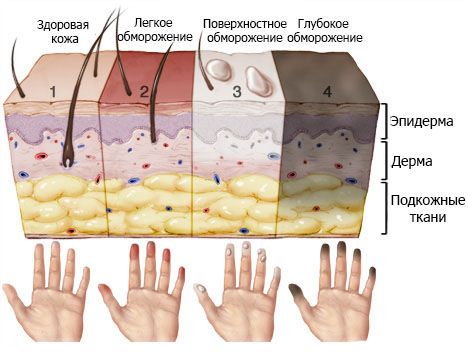 Здоровая
кожа
Легкое
обморожение
Поверхностное
обморожение
Глубокое
обморожение
1
2
3
4
Эпидерма
Дерма
Подкожные
ткани